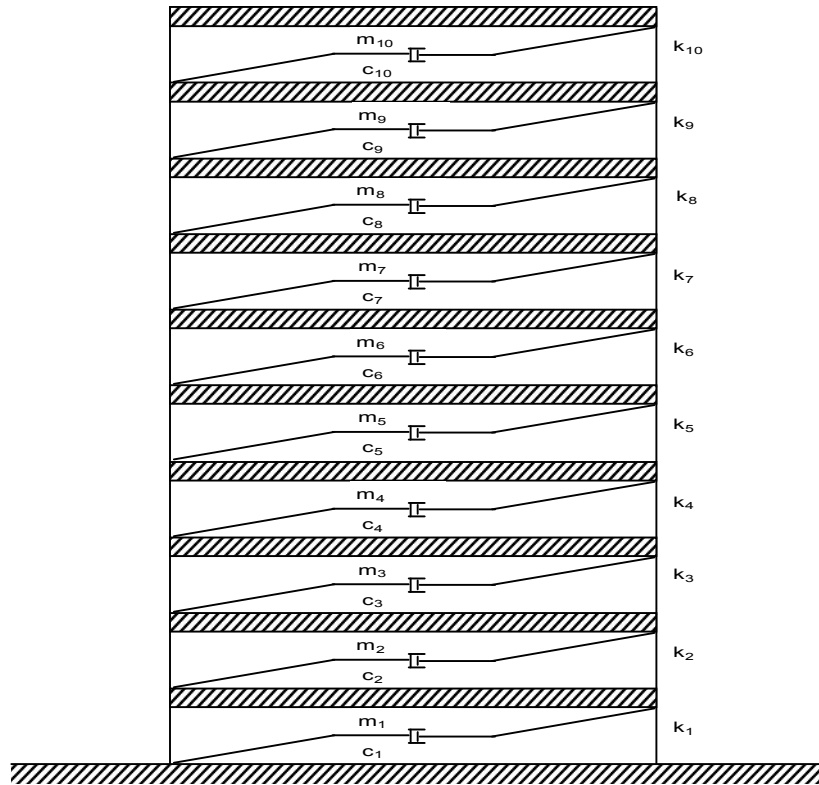 m₁₀
k₁₀
c₁₀
m₉
k₉
c₉
m₈
k₈
c₈
m₇
k₇
c₇
m₆
k₆
c₆
m₅
k₅
c₅
m₄
k₄
c₄
m₃
k₃
c₃
m₂
k₂
c₂
m₁
k₁
c₁